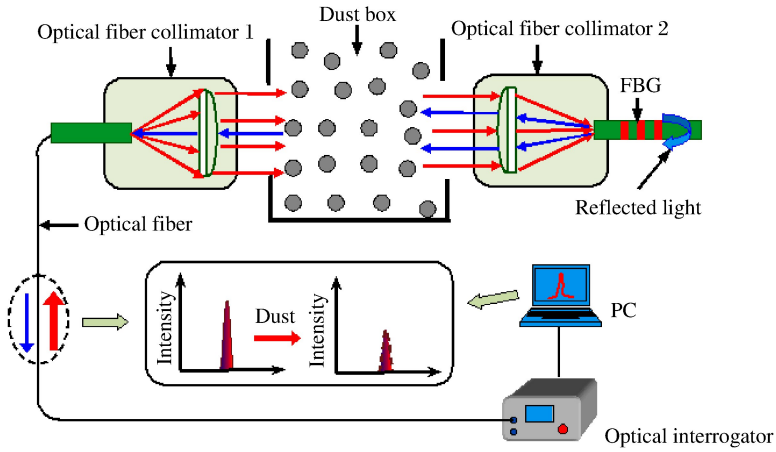 Dust box
Optical fiber collimator 1
Optical fiber collimator 2
FBG
Reflected light
Optical fiber
Intensity
Dust
Intensity
PC
Optical interrogator